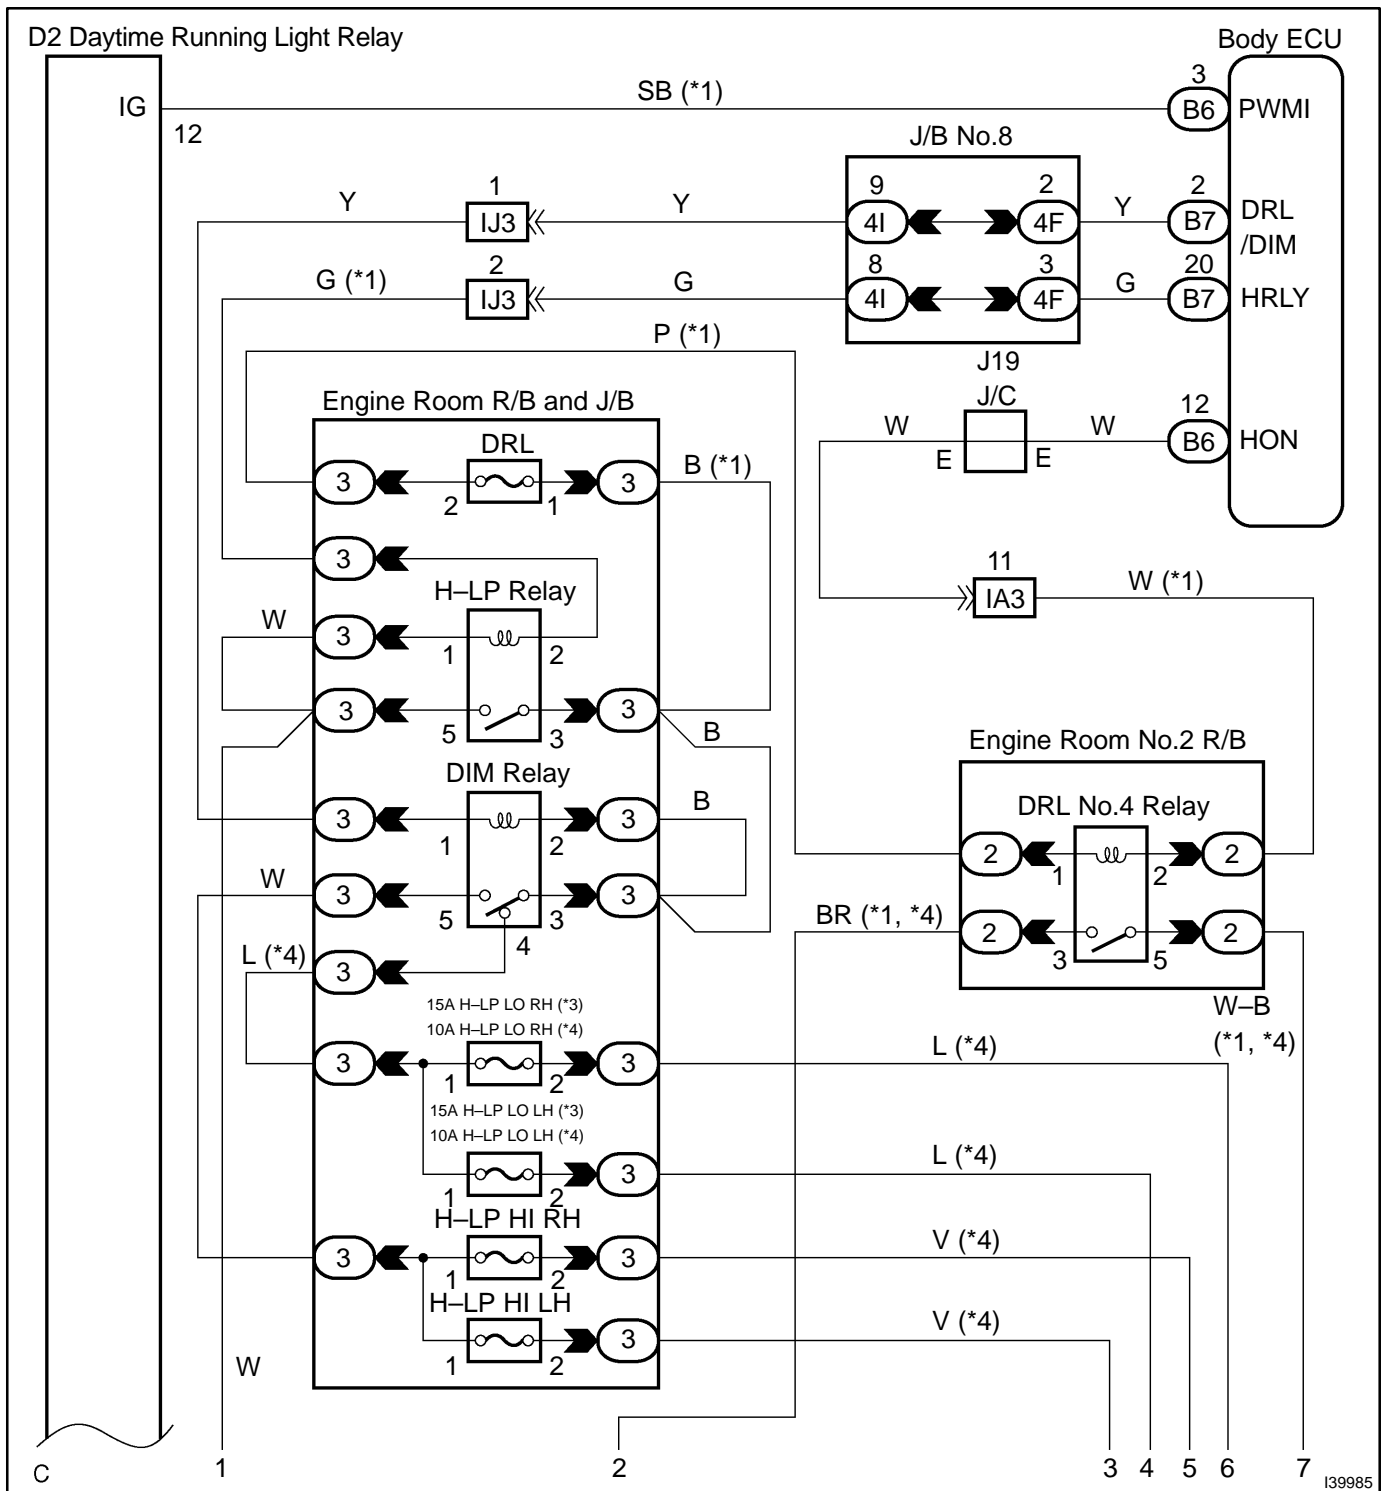 D2 Daytime Running Light Relay
Body ECU
IG
12
SB (*1)
3
B6
PWMI
J/B No.8
1
9
2
2
Y
IJ3
Y
4I
4F
Y
B7
DRL
/DIM
2
8
3
20
G (*1)
IJ3
G
4I
4F
G
B7
HRLY
P (*1)
J19
J/C
Engine Room R/B and J/B
12
W
E
E
W
B6
HON
DRL
3
2
1
3
B (*1)
3
11
IA3
W (*1)
H–LP Relay
W
3
1
2
3
5
3
3
B
Engine Room No.2 R/B
DIM Relay
B
3
1
2
3
DRL No.4 Relay
2
1
2
2
W
3
5
3
4
3
BR (*1, *4)
2
3
5
2
L (*4)
3
W–B
(*1, *4)
15A H–LP LO RH (*3)
10A H–LP LO RH (*4)
3
1
2
3
L (*4)
15A H–LP LO LH (*3)
10A H–LP LO LH (*4)
1
2
3
L (*4)
H–LP HI RH
3
1
2
3
V (*4)
H–LP HI LH
1
2
3
V (*4)
W
C
1
2
3
4
5
6
7
I39985